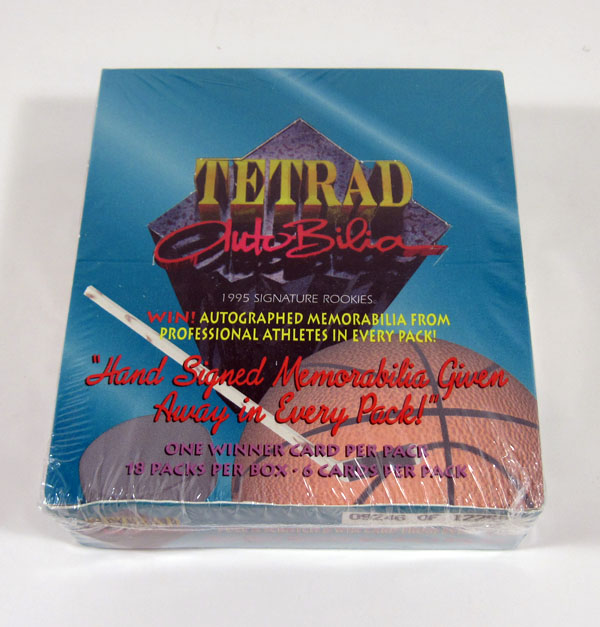 TETRAD
AutoBilia
1995 SIGNATURE ROOKIES
WIN! AUTOGRAPHED MEMORABILIA FROM
PROFESSIONAL ATHLETES IN EVERY PACK!
"Hand Signed Memorabilia Given
Away in Every Pack!"
ONE WINNER CARD PER PACK
18 PACKS PER BOX • 6 CARDS PER PACK
OF